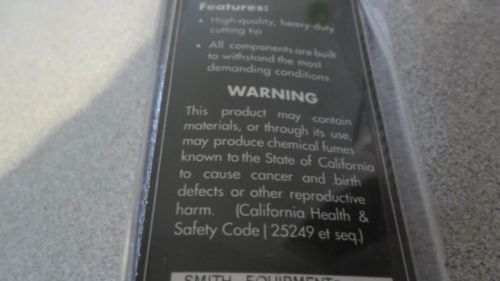 Features:
• High-quality, heavy-duty
cutting tip
• All components are built
to withstand the most
demanding conditions
WARNING
This product may contain
materials, or through its use,
may produce chemical fumes
known to the State of California
to cause cancer and birth
defects or other reproductive
harm. (California Health &
Safety Code | 25249 et seq.)
SMITH EQUIPMENT